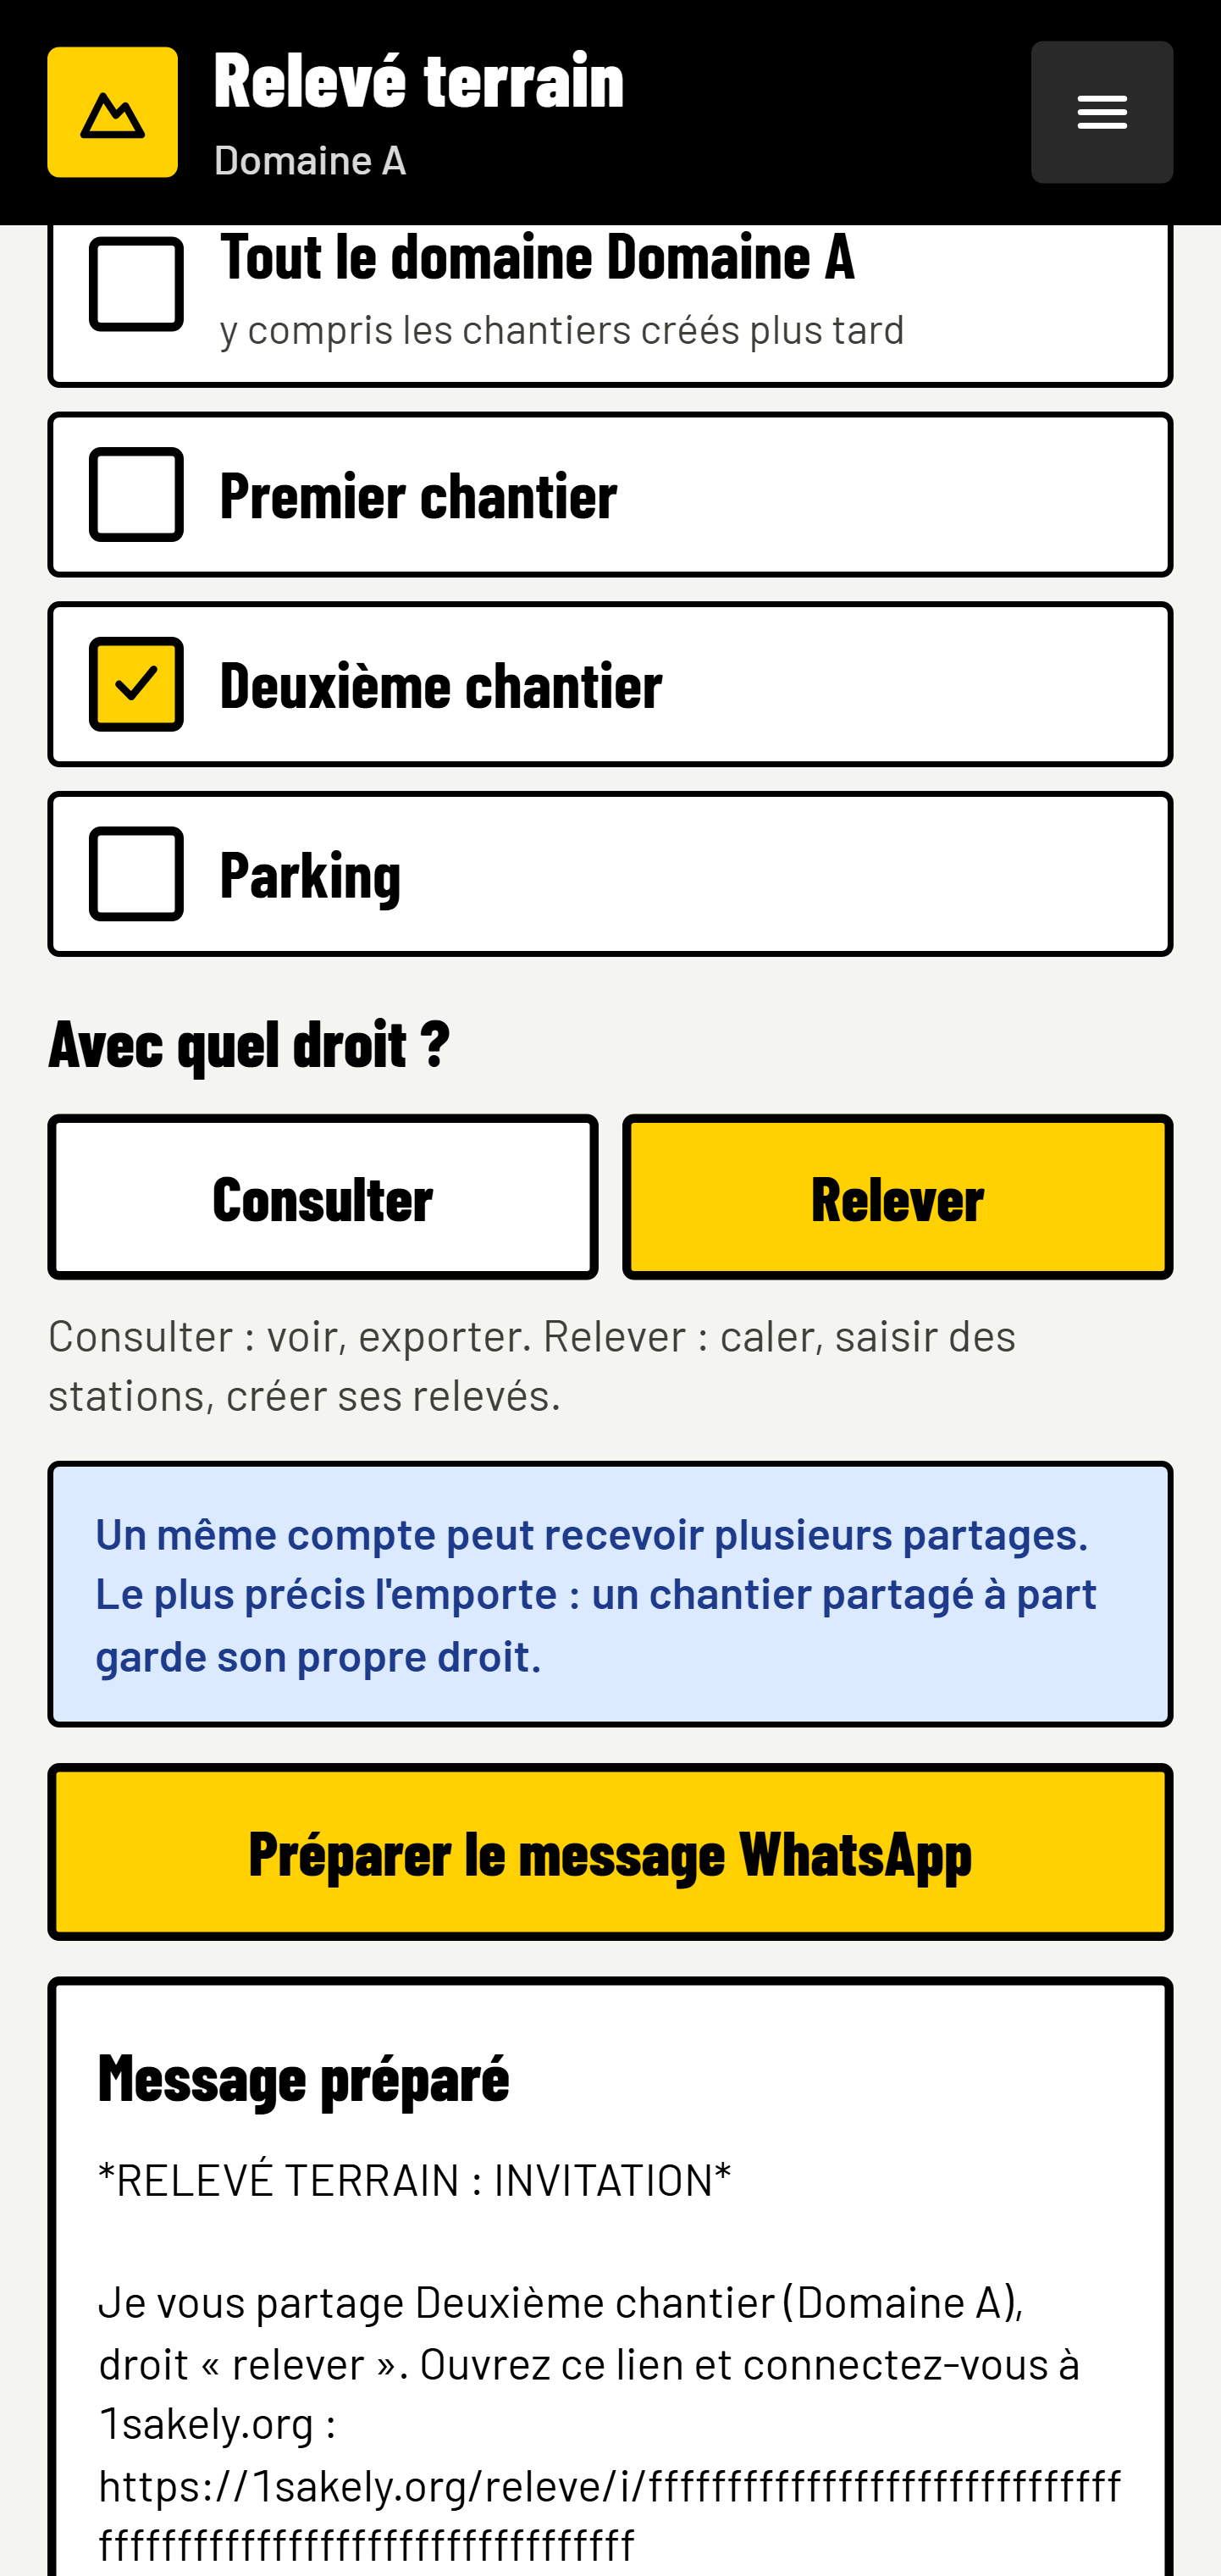 Relevé terrain
Domaine A
Tout le domaine Domaine A
y compris les chantiers créés plus tard
Premier chantier
Deuxième chantier
Parking
Avec quel droit ?
Consulter
Relever
Consulter : voir, exporter. Relever : caler, saisir des
stations, créer ses relevés.
Un même compte peut recevoir plusieurs partages.
Le plus précis l'emporte : un chantier partagé à part
garde son propre droit.
Préparer le message WhatsApp
Message préparé
*RELEVÉ TERRAIN : INVITATION*
Je vous partage Deuxième chantier (Domaine A),
droit « relever ». Ouvrez ce lien et connectez-vous à
1sakely.org :
https://1sakely.org/releve/i/ffffffffffffffffffffffffffffff
ffffffffffffffffffffffffffffffffff